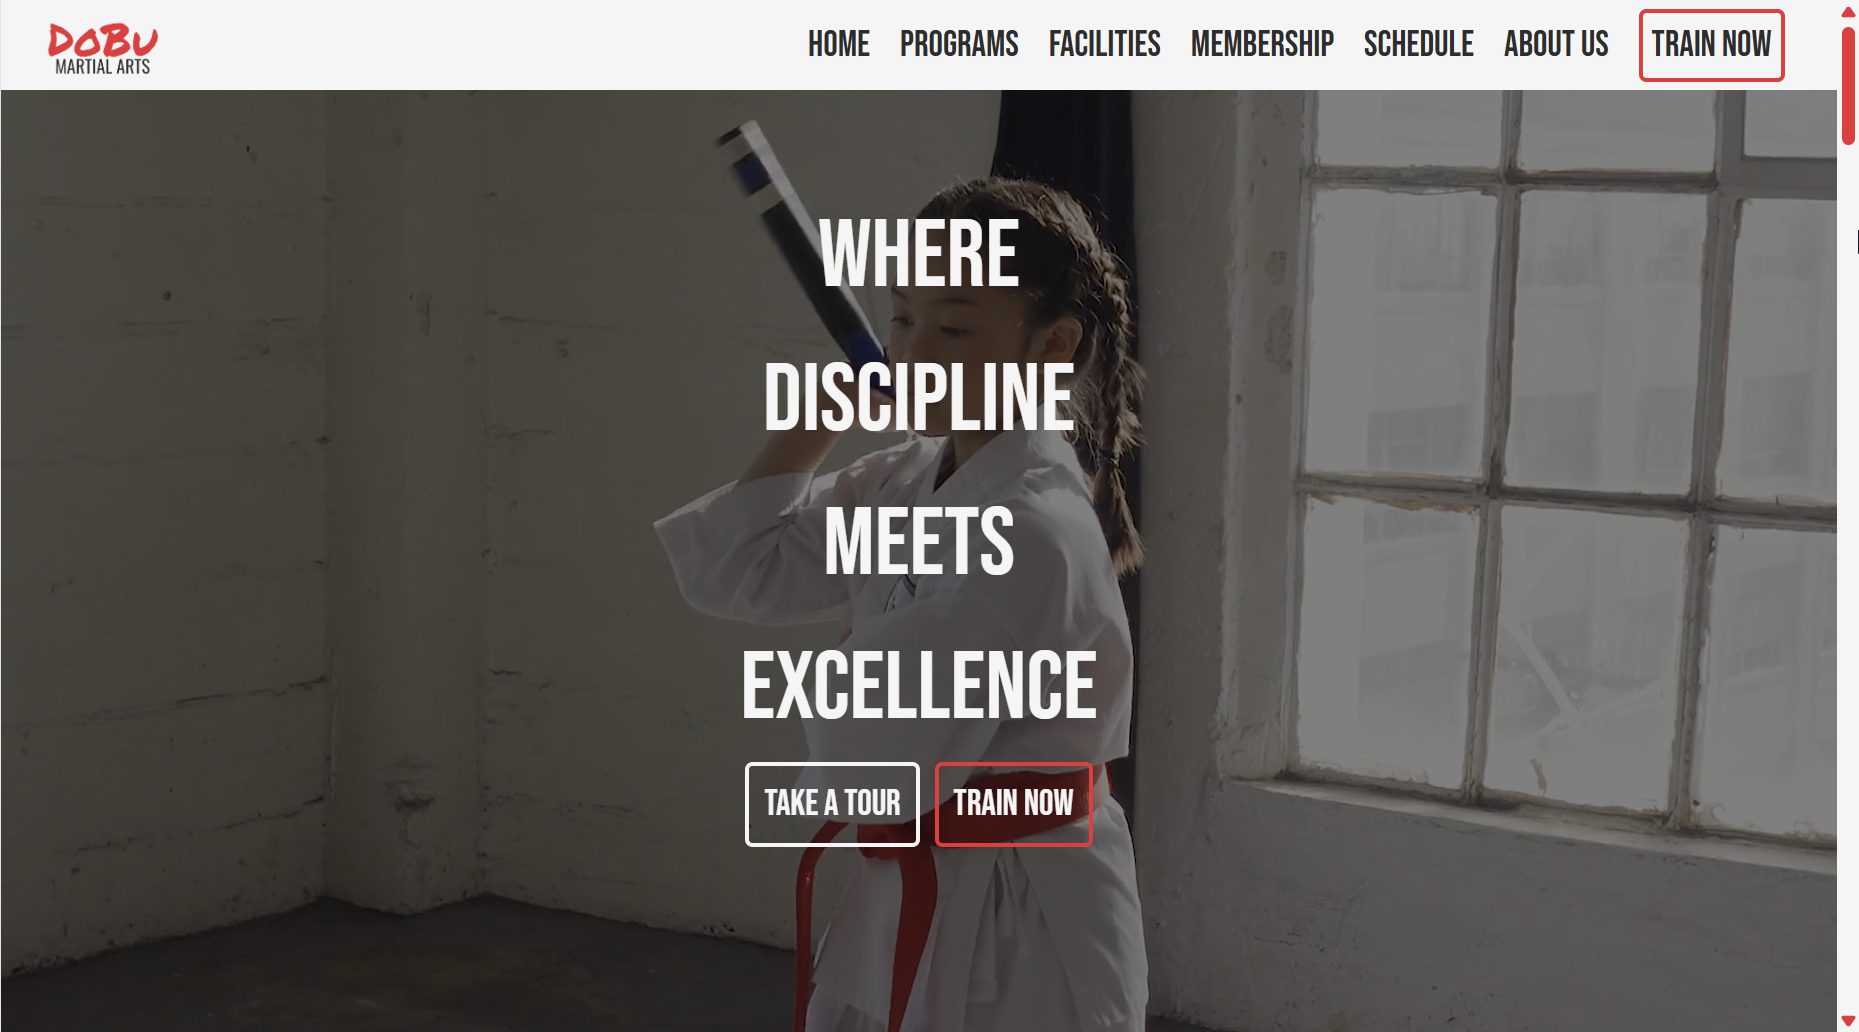 DOBU
MARTIAL ARTS
HOME PROGRAMS FACILITIES MEMBERSHIP SCHEDULE ABOUT US TRAIN NOW
WHERE
DISCIPLINE
MEETS
EXCELLENCE
TAKE A TOUR TRAIN NOW